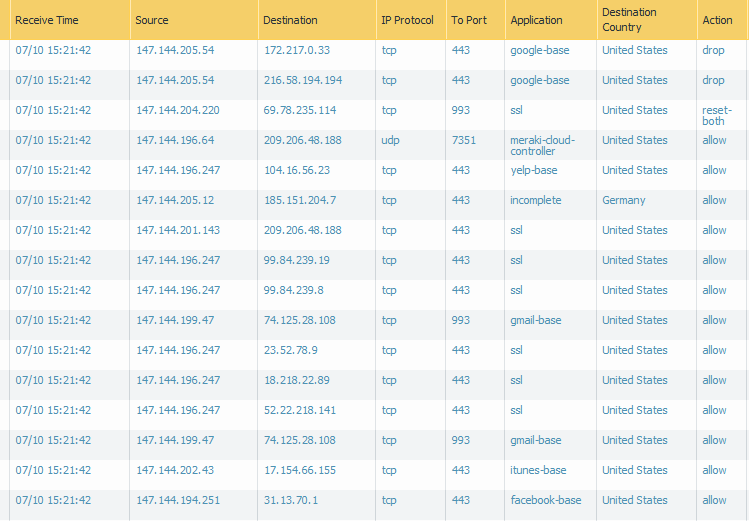 Receive Time Source Destination IP Protocol To Port Application Destination Country Action
07/10 15:21:42 147.144.205.54 172.217.0.33 tcp 443 google-base United States drop
07/10 15:21:42 147.144.205.54 216.58.194.194 tcp 443 google-base United States drop
07/10 15:21:42 147.144.204.220 69.78.235.114 tcp 993 ssl United States reset-both
07/10 15:21:42 147.144.196.64 209.206.48.188 udp 7351 meraki-cloud-controller United States allow
07/10 15:21:42 147.144.196.247 104.16.56.23 tcp 443 yelp-base United States allow
07/10 15:21:42 147.144.205.12 185.151.204.7 tcp 443 incomplete Germany allow
07/10 15:21:42 147.144.201.143 209.206.48.188 tcp 443 ssl United States allow
07/10 15:21:42 147.144.196.247 99.84.239.19 tcp 443 ssl United States allow
07/10 15:21:42 147.144.196.247 99.84.239.8 tcp 443 ssl United States allow
07/10 15:21:42 147.144.199.47 74.125.28.108 tcp 993 gmail-base United States allow
07/10 15:21:42 147.144.196.247 23.52.78.9 tcp 443 ssl United States allow
07/10 15:21:42 147.144.196.247 18.218.22.89 tcp 443 ssl United States allow
07/10 15:21:42 147.144.196.247 52.22.218.141 tcp 443 ssl United States allow
07/10 15:21:42 147.144.199.47 74.125.28.108 tcp 993 gmail-base United States allow
07/10 15:21:42 147.144.202.43 17.154.66.155 tcp 443 itunes-base United States allow
07/10 15:21:42 147.144.194.251 31.13.70.1 tcp 443 facebook-base United States allow